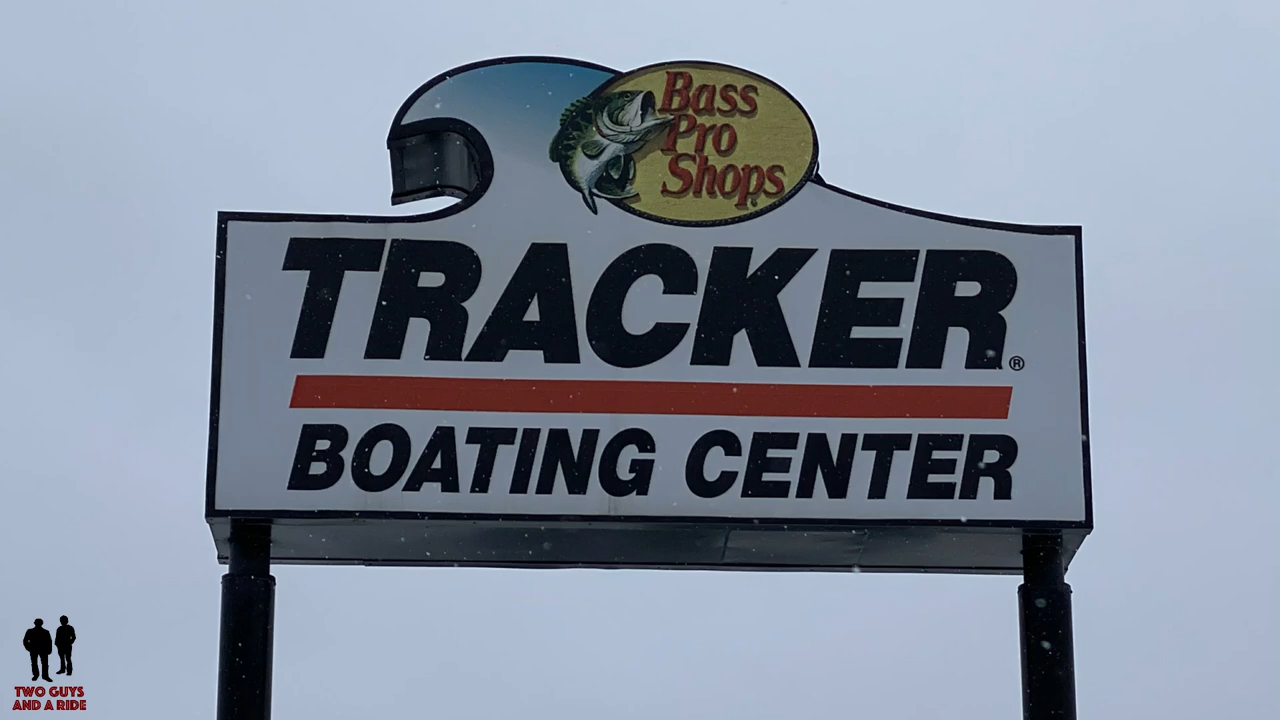 Bass
Pro
Shops
TRACKER®
BOATING CENTER
TWO GUYS
AND A RIDE